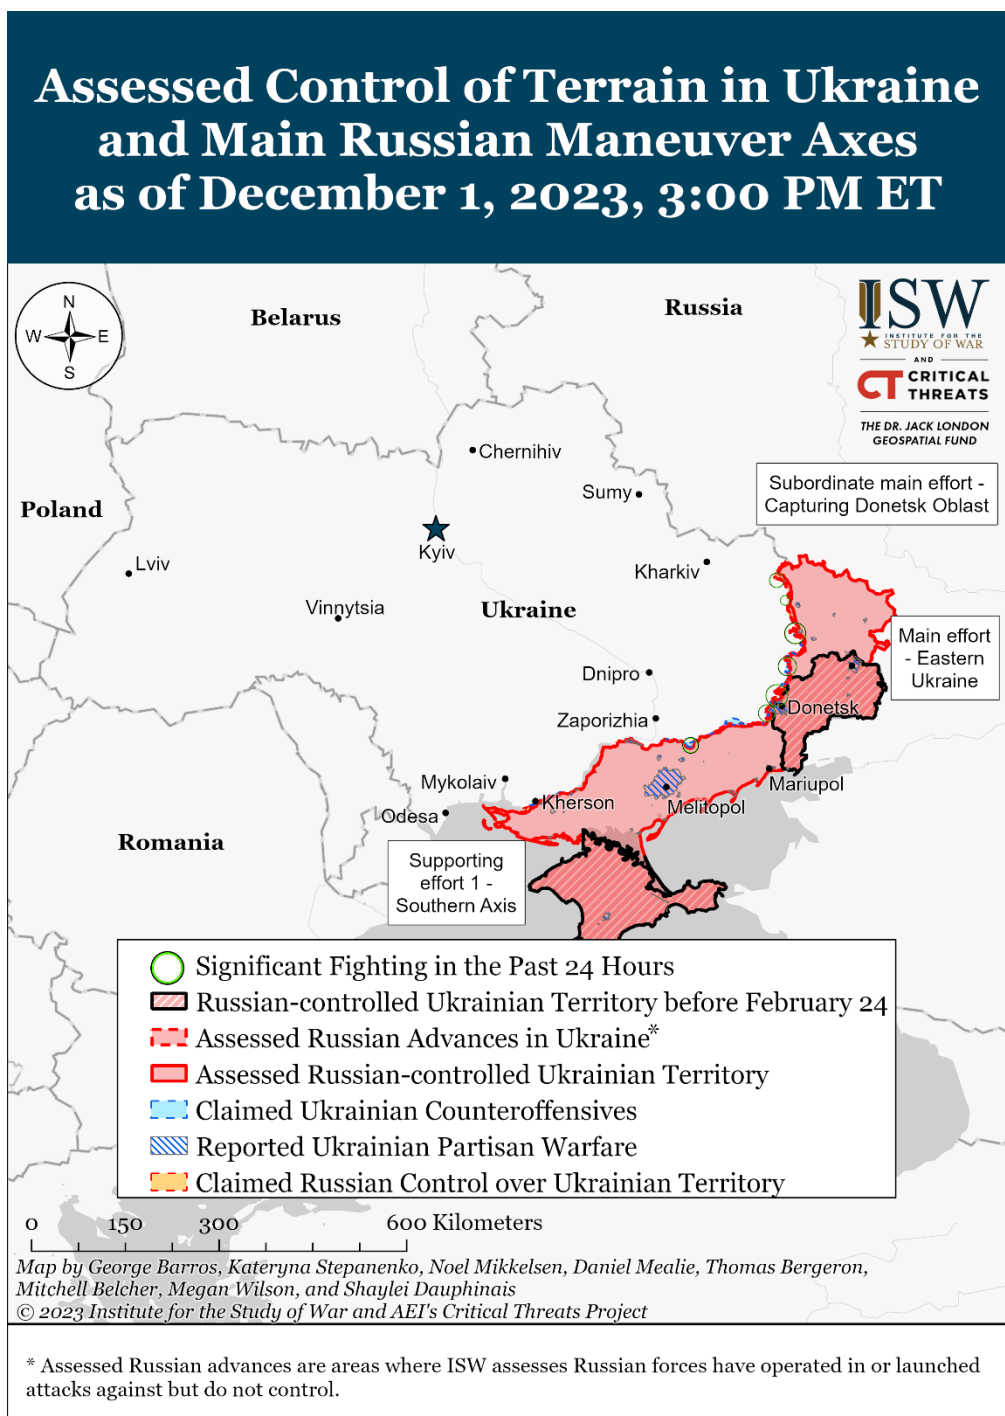 Assessed Control of Terrain in Ukraine
and Main Russian Maneuver Axes
as of December 1, 2023, 3:00 PM ET
N
W E
S
Belarus
Russia
ISW
INSTITUTE FOR THE
STUDY OF WAR
AND
CT CRITICAL
THREATS
THE DR. JACK LONDON
GEOSPATIAL FUND
Chernihiv
Subordinate main effort -
Capturing Donetsk Oblast
Sumy
Poland
Kyiv
Lviv
Kharkiv
Vinnytsia
Ukraine
Main effort
- Eastern
Ukraine
Dnipro
Donetsk
Zaporizhia
Mykolaiv
Mariupol
Kherson
Melitopol
Odesa
Romania
Supporting
effort 1 -
Southern Axis
Significant Fighting in the Past 24 Hours
Russian-controlled Ukrainian Territory before February 24
Assessed Russian Advances in Ukraine*
Assessed Russian-controlled Ukrainian Territory
Claimed Ukrainian Counteroffensives
Reported Ukrainian Partisan Warfare
Claimed Russian Control over Ukrainian Territory
0 150 300 600 Kilometers
Map by George Barros, Kateryna Stepanenko, Noel Mikkelsen, Daniel Mealie, Thomas Bergeron,
Mitchell Belcher, Megan Wilson, and Shaylei Dauphinais
© 2023 Institute for the Study of War and AEI's Critical Threats Project
* Assessed Russian advances are areas where ISW assesses Russian forces have operated in or launched
attacks against but do not control.